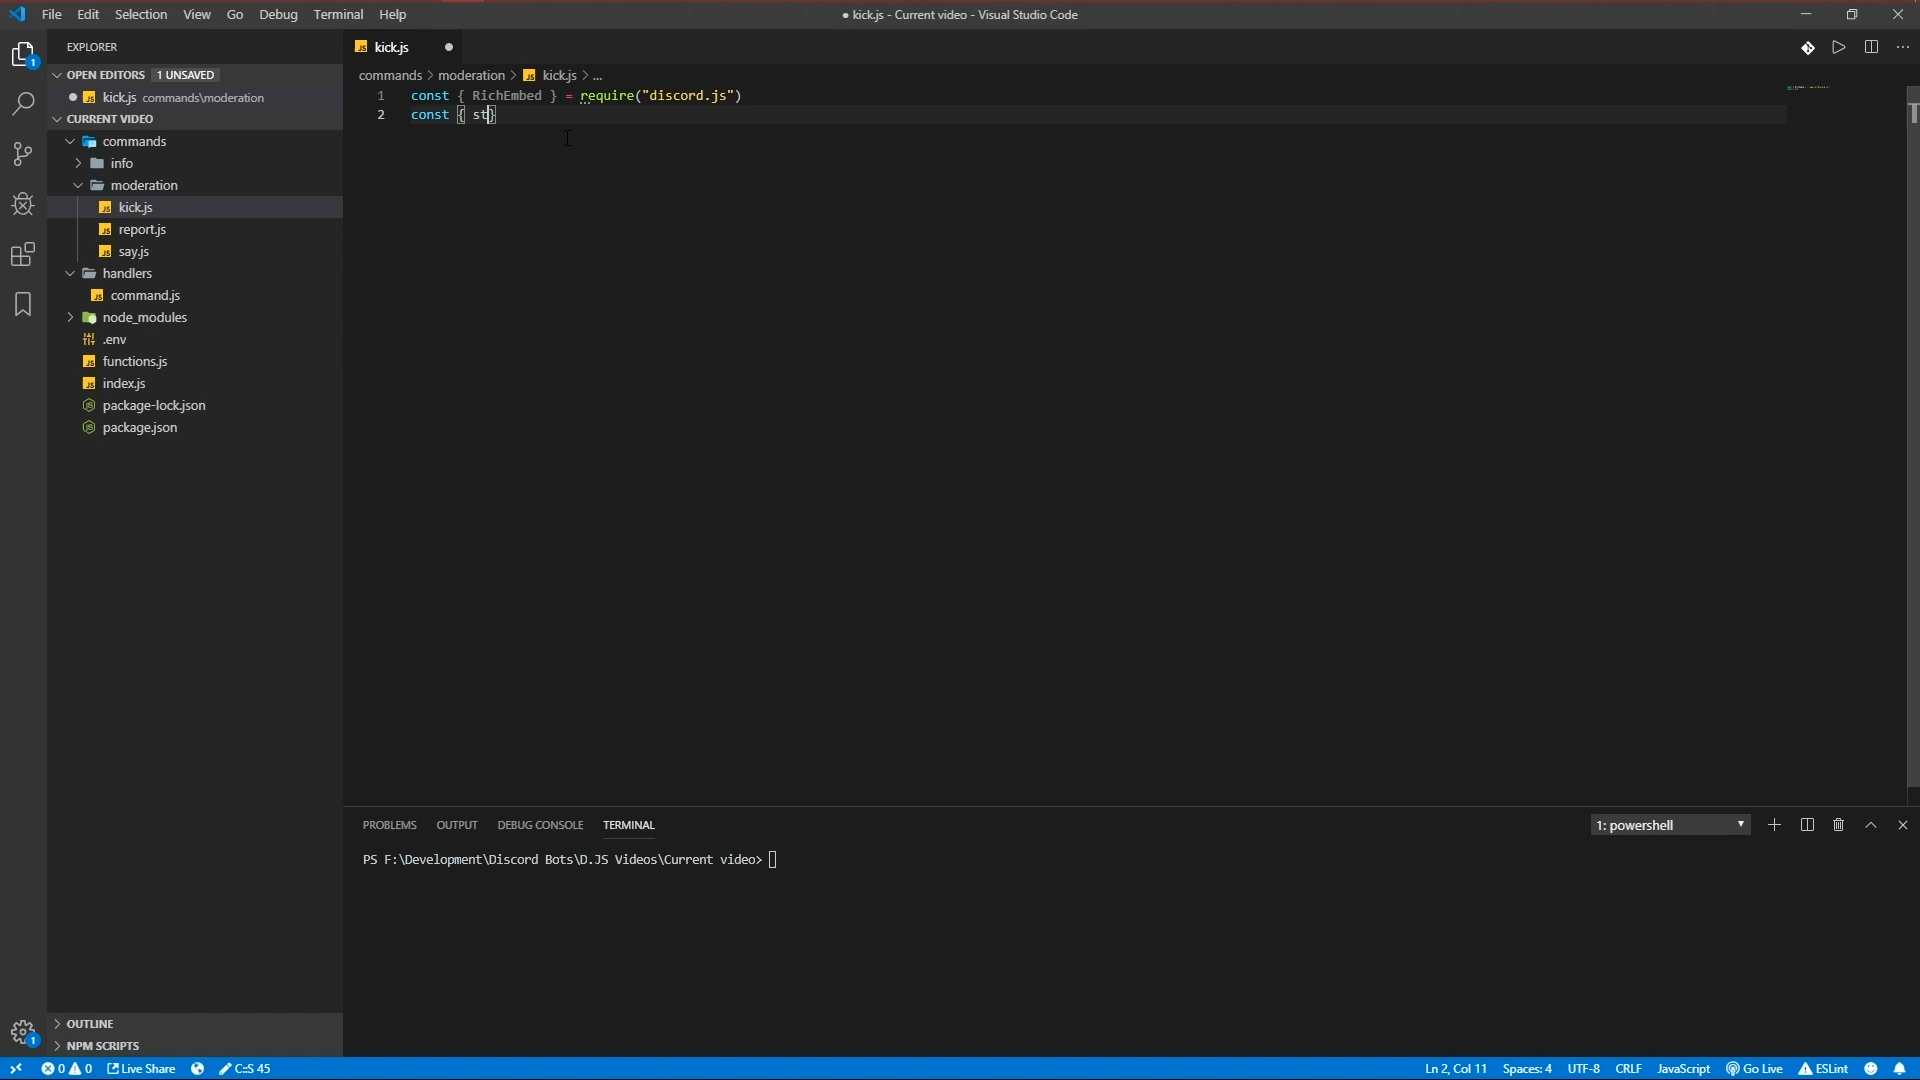 File Edit Selection View Go Debug Terminal Help
● kick.js - Current video - Visual Studio Code
EXPLORER
OPEN EDITORS 1 UNSAVED
kick.js commands\moderation
CURRENT VIDEO
commands
info
moderation
kick.js
report.js
say.js
handlers
command.js
node_modules
.env
functions.js
index.js
package-lock.json
package.json
OUTLINE
NPM SCRIPTS
kick.js
commands > moderation > kick.js > ...
1 const { RichEmbed } = require("discord.js")
2 const { st}
PROBLEMS OUTPUT DEBUG CONSOLE TERMINAL
1: powershell
PS F:\Development\Discord Bots\D.JS Videos\Current video>
0 0 Live Share C:S 45
Ln 2, Col 11 Spaces: 4 UTF-8 CRLF JavaScript Go Live ESLint